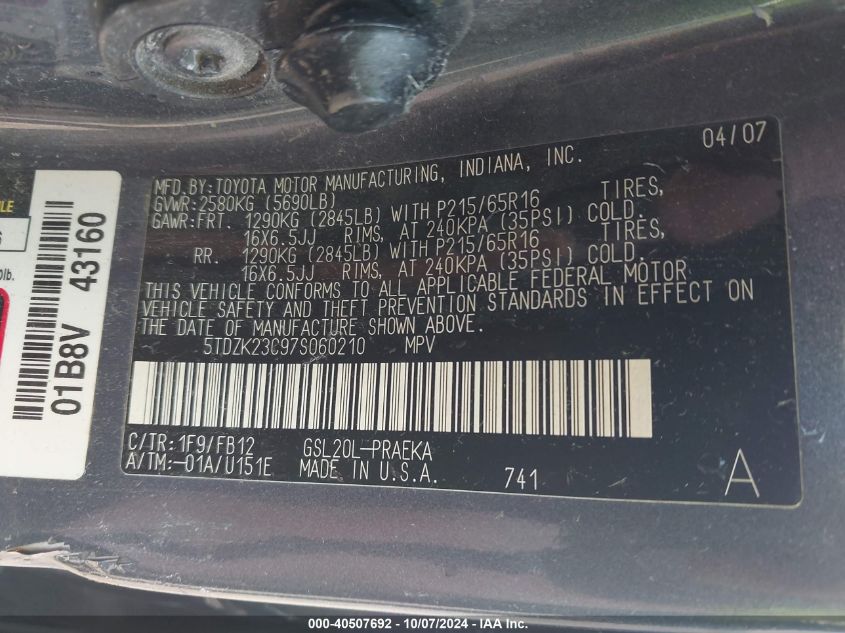 04/07
MFD.BY:TOYOTA MOTOR MANUFACTURING, INDIANA, INC.
GVWR:2580KG (5690LB)
GAWR:FRT. 1290KG (2845LB) WITH P215/65R16 TIRES,
16X6.5JJ RIMS, AT 240KPA (35PSI) COLD.
RR. 1290KG (2845LB) WITH P215/65R16 TIRES,
16X6.5JJ RIMS, AT 240KPA (35PSI) COLD.
THIS VEHICLE CONFORMS TO ALL APPLICABLE FEDERAL MOTOR
VEHICLE SAFETY AND THEFT PREVENTION STANDARDS IN EFFECT ON
THE DATE OF MANUFACTURE SHOWN ABOVE.
5TDZK23C97S060210 MPV
C/TR:1F9/FB12 GSL20L-PRAEKA
A/TM:-01A/U151E MADE IN U.S.A. 741 A
01B8V 43160
lb.
000-40507692 - 10/07/2024 - IAA Inc.